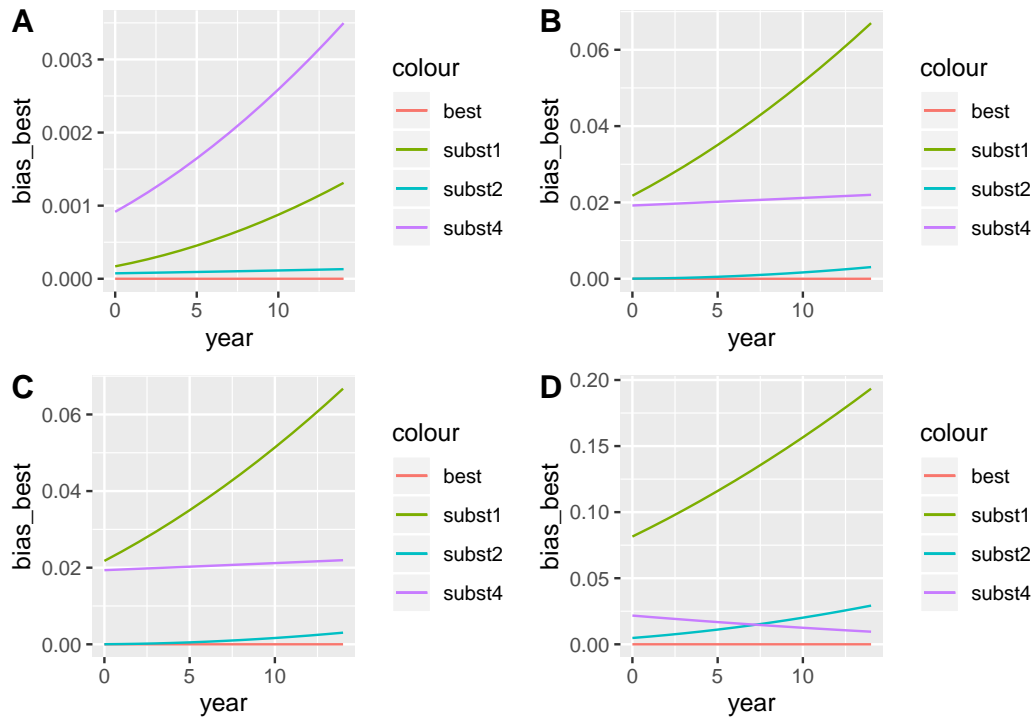 A
bias_best
0.003
0.002
0.001
0.000
0
5
10
year
colour
best
subst1
subst2
subst4
B
bias_best
0.06
0.04
0.02
0.00
0
5
10
year
colour
best
subst1
subst2
subst4
C
bias_best
0.06
0.04
0.02
0.00
0
5
10
year
colour
best
subst1
subst2
subst4
D
bias_best
0.20
0.15
0.10
0.05
0.00
0
5
10
year
colour
best
subst1
subst2
subst4